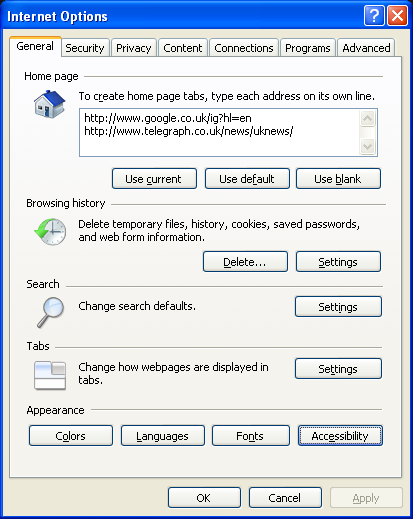 Internet Options
General Security Privacy Content Connections Programs Advanced
Home page
To create home page tabs, type each address on its own line.
http://www.google.co.uk/ig?hl=en
http://www.telegraph.co.uk/news/uknews/
Use current Use default Use blank
Browsing history
Delete temporary files, history, cookies, saved passwords,
and web form information.
Delete... Settings
Search
Change search defaults. Settings
Tabs
Change how webpages are displayed in
tabs.
Settings
Appearance
Colors Languages Fonts Accessibility
OK Cancel Apply